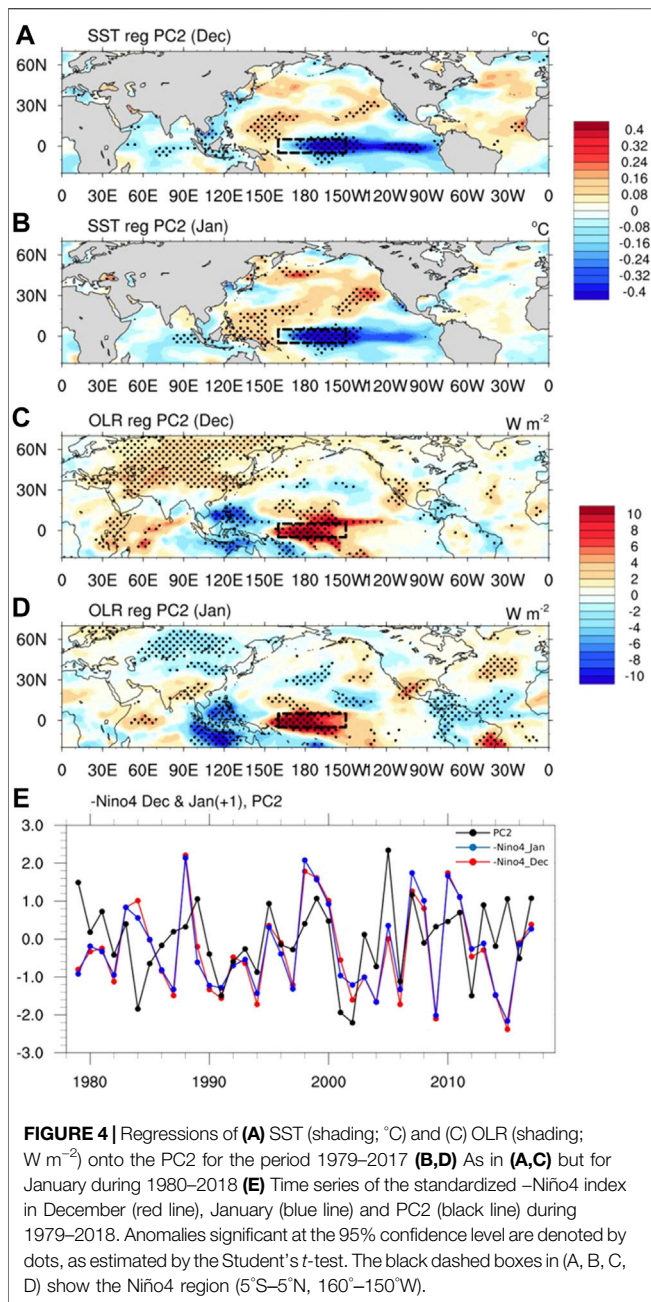 A SST reg PC2 (Dec) °C
60N
30N
0
0 30E 60E 90E 120E 150E 180E 150W 120W 90W 60W 30W 0
0.4
0.32
0.24
0.16
0.08
0
-0.08
-0.16
-0.24
-0.32
-0.4
B SST reg PC2 (Jan) °C
60N
30N
0
0 30E 60E 90E 120E 150E 180E 150W 120W 90W 60W 30W 0
C OLR reg PC2 (Dec) W m-2
60N
30N
0
0 30E 60E 90E 120E 150E 180E 150W 120W 90W 60W 30W 0
10
8
6
4
2
0
-2
-4
-6
-8
-10
D OLR reg PC2 (Jan) W m-2
60N
30N
0
0 30E 60E 90E 120E 150E 180E 150W 120W 90W 60W 30W 0
E -Nino4 Dec & Jan(+1), PC2
3.0
2.0
1.0
0.0
-1.0
-2.0
-3.0
PC2
-Nino4_Jan
-Nino4_Dec
1980 1990 2000 2010
FIGURE 4 | Regressions of (A) SST (shading; °C) and (C) OLR (shading;
W m−2) onto the PC2 for the period 1979–2017 (B,D) As in (A,C) but for
January during 1980–2018 (E) Time series of the standardized –Niño4 index
in December (red line), January (blue line) and PC2 (black line) during
1979–2018. Anomalies significant at the 95% confidence level are denoted by
dots, as estimated by the Student's t-test. The black dashed boxes in (A, B, C,
D) show the Niño4 region (5°S–5°N, 160°–150°W).